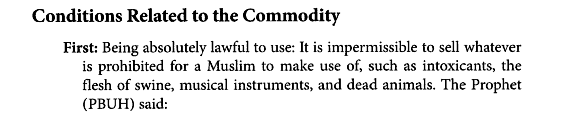 Conditions Related to the Commodity
First: Being absolutely lawful to use: It is impermissible to sell whatever
is prohibited for a Muslim to make use of, such as intoxicants, the
flesh of swine, musical instruments, and dead animals. The Prophet
(PBUH) said: